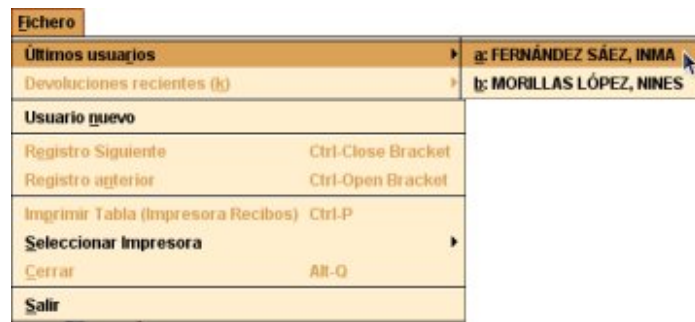 Fichero
Últimos usuarios
a: FERNÁNDEZ SÁEZ, INMA
Devoluciones recientes (k)
b: MORILLAS LÓPEZ, NINES
Usuario nuevo
Registro Siguiente Ctrl-Close Bracket
Registro anterior Ctrl-Open Bracket
Imprimir Tabla (Impresora Recibos) Ctrl-P
Seleccionar Impresora
Cerrar Alt-Q
Salir